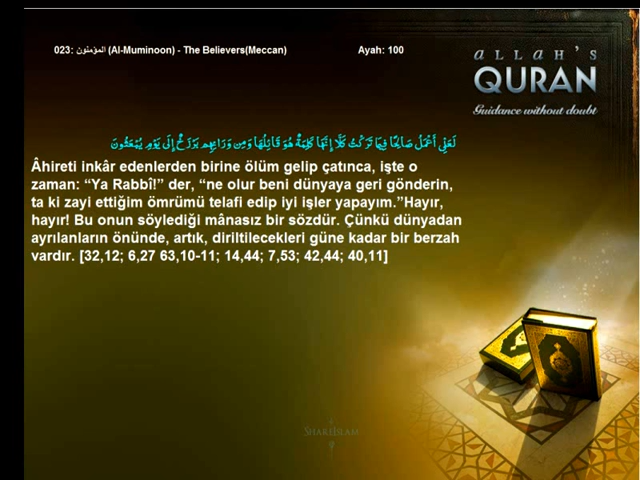 023: المؤمنون (Al-Muminoon) - The Believers(Meccan) Ayah: 100
ALLAH'S
QURAN
Guidance without doubt
لَعَلِّي أَعْمَلُ صَالِحًا فِيمَا تَرَكْتُ كَلَّا إِنَّهَا كَلِمَةٌ هُوَ قَائِلُهَا وَمِن وَرَائِهِم بَرْزَخٌ إِلَى يَوْمِ يُبْعَثُونَ
Âhireti inkâr edenlerden birine ölüm gelip çatınca, işte o
zaman: “Ya Rabbî!” der, “ne olur beni dünyaya geri gönderin,
ta ki zayi ettiğim ömrümü telafi edip iyi işler yapayım.”Hayır,
hayır! Bu onun söylediği mânasız bir sözdür. Çünkü dünyadan
ayrılanların önünde, artık, diriltilecekleri güne kadar bir berzah
vardır. [32,12; 6,27 63,10-11; 14,44; 7,53; 42,44; 40,11]
SHARIISLAM